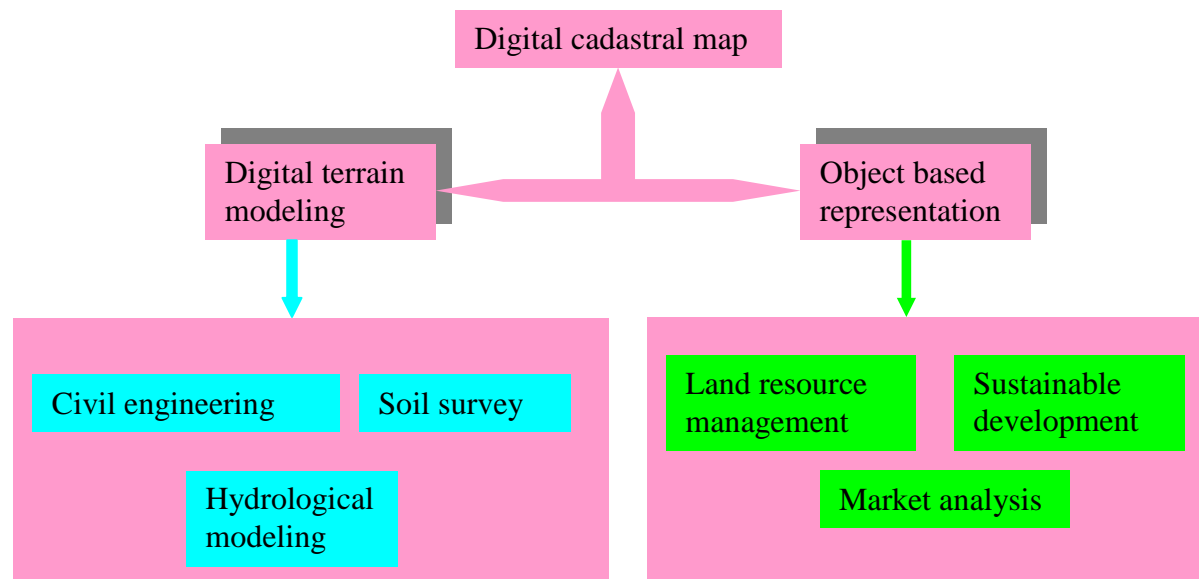 Digital cadastral map
Digital terrain
modeling
Object based
representation
Civil engineering
Soil survey
Hydrological
modeling
Land resource
management
Sustainable
development
Market analysis